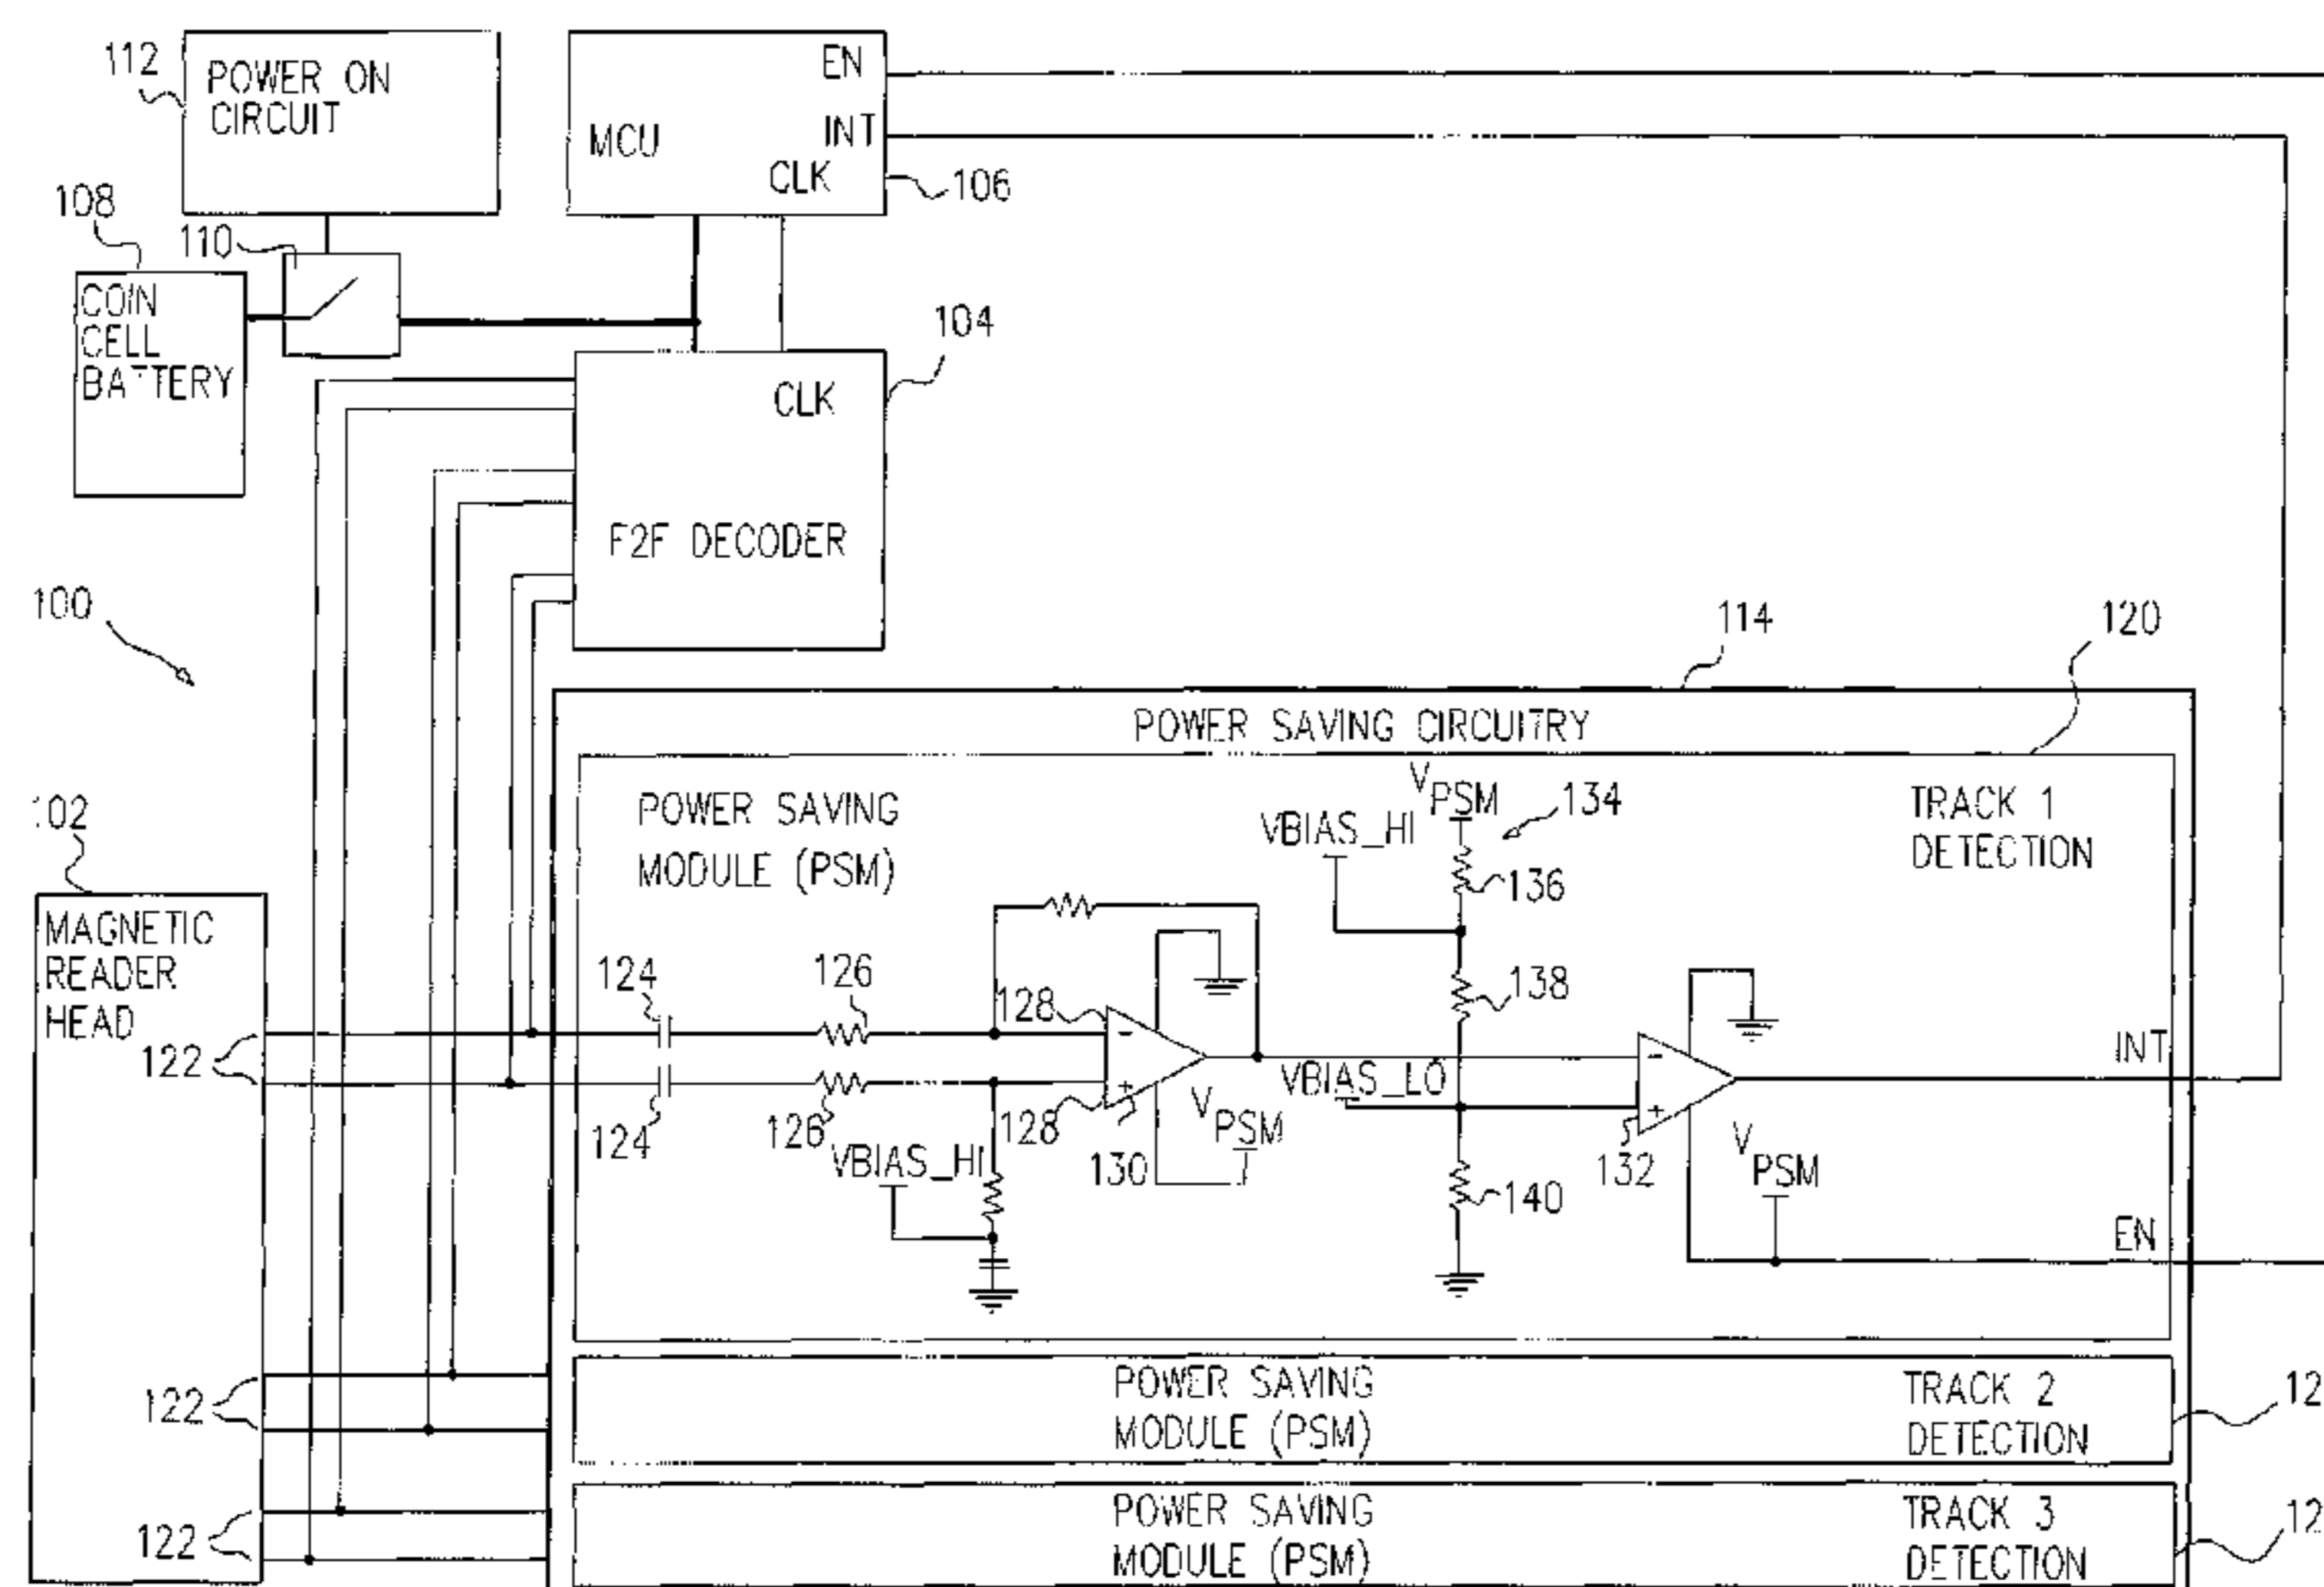 112
POWER ON
CIRCUIT
MCU
EN
INT
CLK
106
108
110
COIN
CELL
BATTERY
104
CLK
F2F DECODER
100
114
120
POWER SAVING CIRCUITRY
102
MAGNETIC
READER
HEAD
POWER SAVING
MODULE (PSM)
VBIAS_HI
VPSM
134
TRACK 1
DETECTION
136
124
126
128
138
122
VBIAS_LO
INT
124
126
128
VPSM
VBIAS_HI
130
140
132
VPSM
EN
122
POWER SAVING
MODULE (PSM)
TRACK 2
DETECTION
12
122
POWER SAVING
MODULE (PSM)
TRACK 3
DETECTION
12